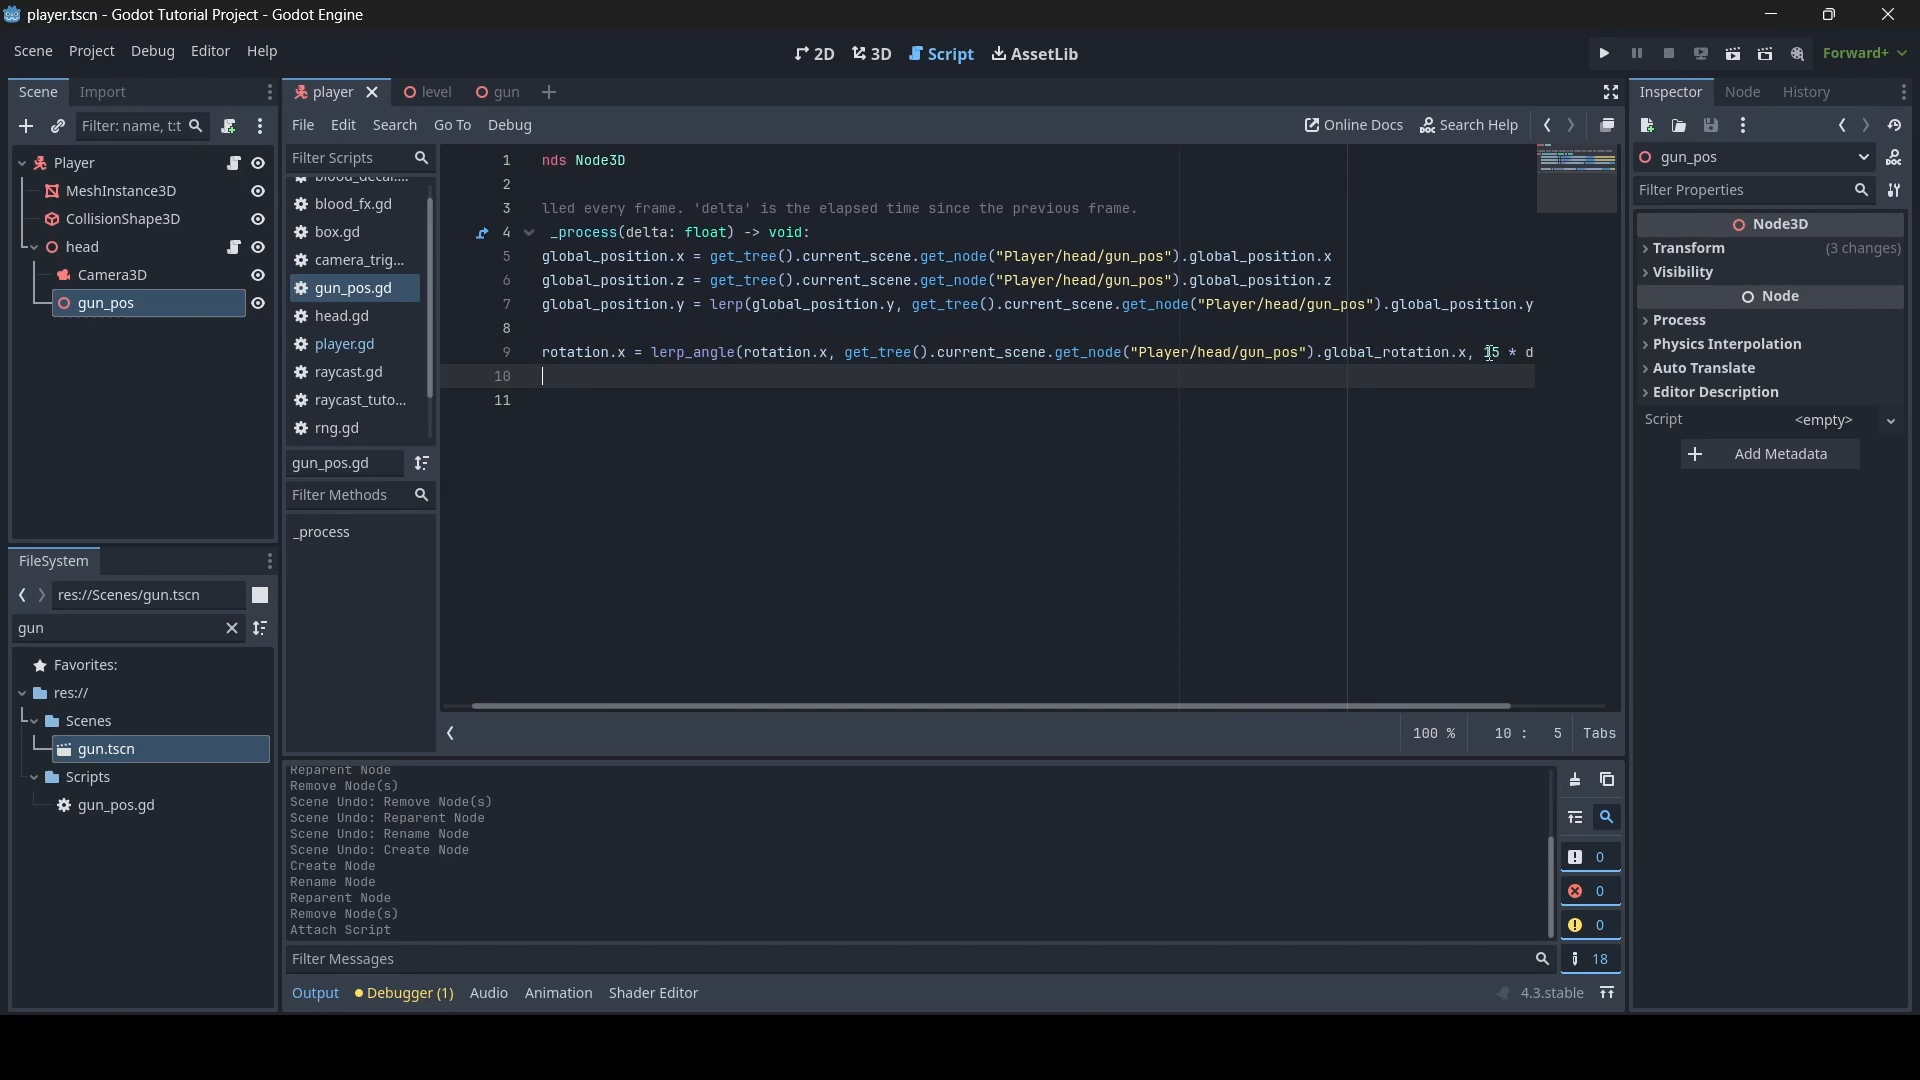 player.tscn - Godot Tutorial Project - Godot Engine
Scene Project Debug Editor Help
2D 3D Script AssetLib
Forward+
Scene Import
Filter: name, t:t
Player
MeshInstance3D
CollisionShape3D
head
Camera3D
gun_pos
FileSystem
res://Scenes/gun.tscn
gun
Favorites:
res://
Scenes
gun.tscn
Scripts
gun_pos.gd
player level gun
File Edit Search Go To Debug
Online Docs Search Help
Filter Scripts
blood_decal....
blood_fx.gd
box.gd
camera_trig...
gun_pos.gd
head.gd
player.gd
raycast.gd
raycast_tuto...
rng.gd
gun_pos.gd
Filter Methods
_process
1 nds Node3D
2
3 lled every frame. 'delta' is the elapsed time since the previous frame.
4 _process(delta: float) -> void:
5 global_position.x = get_tree().current_scene.get_node("Player/head/gun_pos").global_position.x
6 global_position.z = get_tree().current_scene.get_node("Player/head/gun_pos").global_position.z
7 global_position.y = lerp(global_position.y, get_tree().current_scene.get_node("Player/head/gun_pos").global_position.y
8
9 rotation.x = lerp_angle(rotation.x, get_tree().current_scene.get_node("Player/head/gun_pos").global_rotation.x, 15 * d
10
11
100 % 10 : 5 Tabs
Reparent Node
Remove Node(s)
Scene Undo: Remove Node(s)
Scene Undo: Reparent Node
Scene Undo: Rename Node
Scene Undo: Create Node
Create Node
Rename Node
Reparent Node
Remove Node(s)
Attach Script
0
0
0
18
Filter Messages
Output Debugger (1) Audio Animation Shader Editor
4.3.stable
Inspector Node History
gun_pos
Filter Properties
Node3D
Transform (3 changes)
Visibility
Node
Process
Physics Interpolation
Auto Translate
Editor Description
Script <empty>
Add Metadata